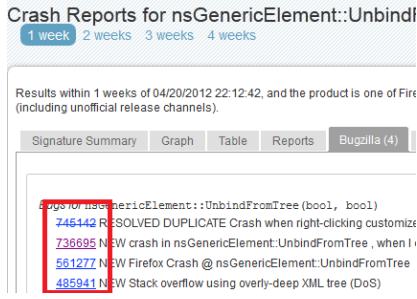 Crash Reports for nsGenericElement::UnbindF
1 week 2 weeks 3 weeks 4 weeks
Results within 1 weeks of 04/20/2012 22:12:42, and the product is one of Fire
(including unofficial release channels).
Signature Summary Graph Table Reports Bugzilla (4)
Bugs for nsGenericElement::UnbindFromTree(bool, bool)
745142 RESOLVED DUPLICATE Crash when right-clicking customize
736695 NEW crash in nsGenericElement::UnbindFromTree , when I
561277 NEW Firefox Crash @ nsGenericElement::UnbindFromTree
485941 NEW Stack overflow using overly-deep XML tree (DoS)